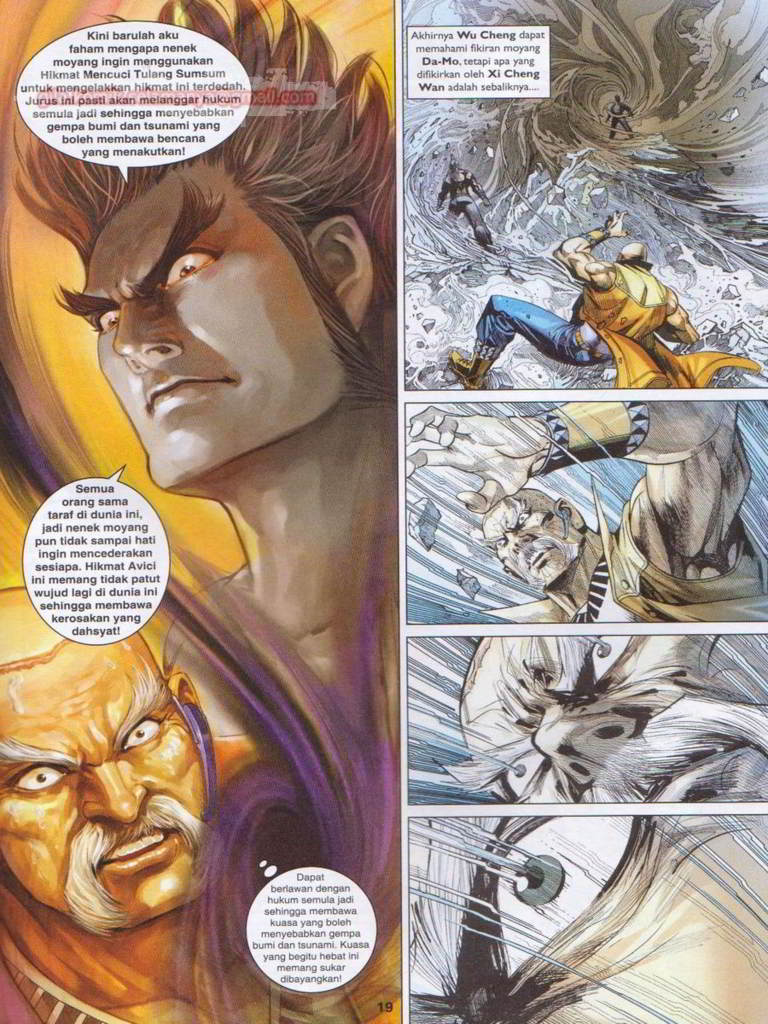 Kini barulah aku
faham mengapa nenek
moyang ingin menggunakan
Hikmat Mencuci Tulang Sumsum
untuk mengelakkan hikmat ini terdedah.
Jurus ini pasti akan melanggar hukum
semula jadi sehingga menyebabkan
gempa bumi dan tsunami yang
boleh membawa bencana
yang menakutkan!
Semua
orang sama
taraf di dunia ini,
jadi nenek moyang
pun tidak sampai hati
ingin mencederakan
sesiapa. Hikmat Avici
ini memang tidak patut
wujud lagi di dunia ini
sehingga membawa
kerosakan yang
dahsyat!
Dapat
berlawan dengan
hukum semula jadi
sehingga membawa
kuasa yang boleh
menyebabkan gempa
bumi dan tsunami. Kuasa
yang begitu hebat ini
memang sukar
dibayangkan!
19
Akhirnya Wu Cheng dapat
memahami fikiran moyang
Da-Mo, tetapi apa yang
difikirkan oleh Xi Cheng
Wan adalah sebaliknya....